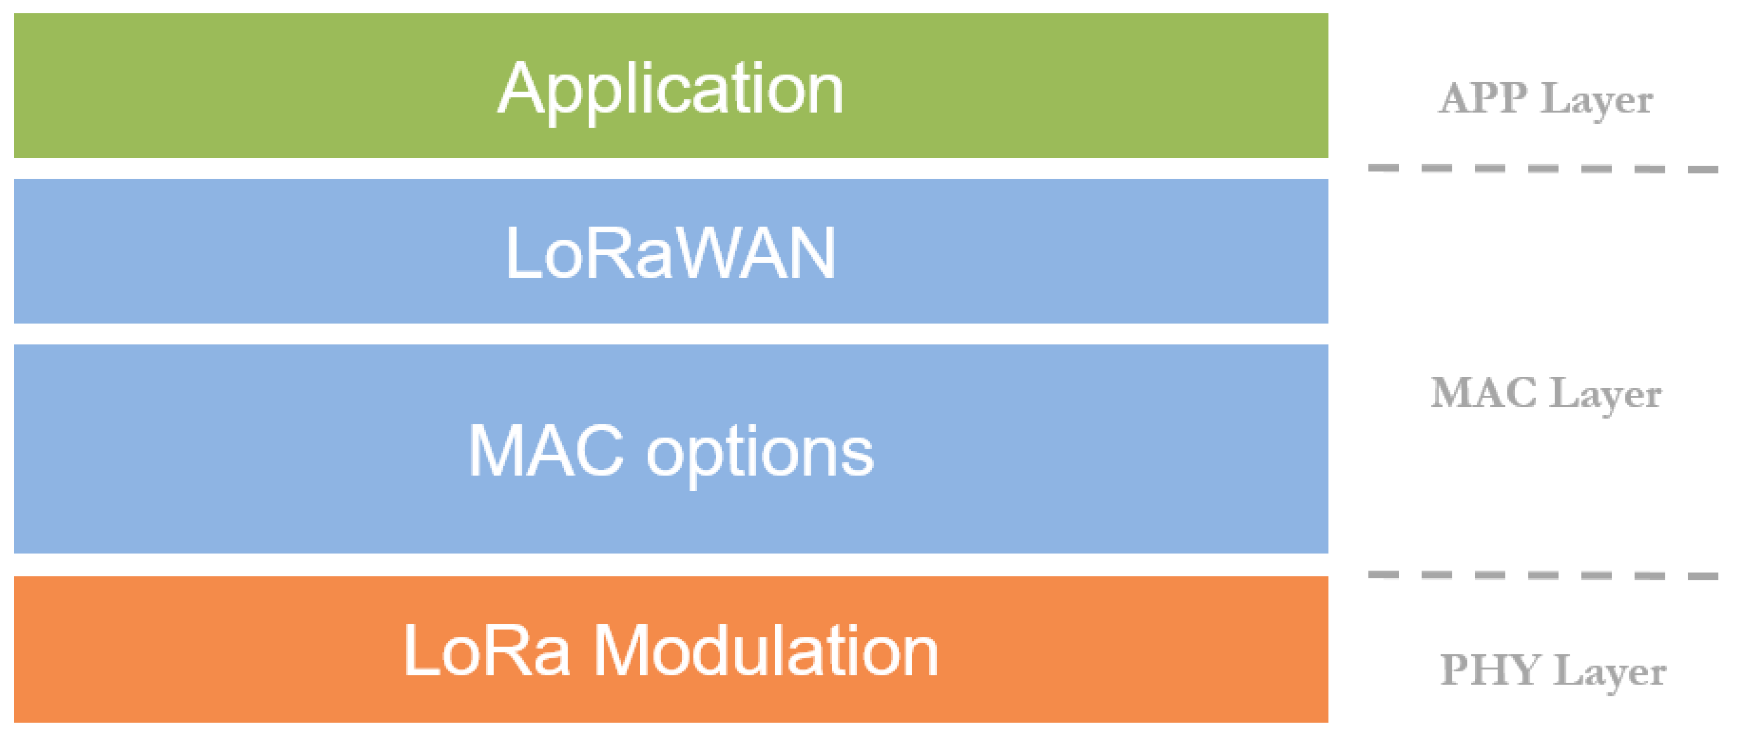 Application
APP Layer
LoRaWAN
MAC options
MAC Layer
LoRa Modulation
PHY Layer